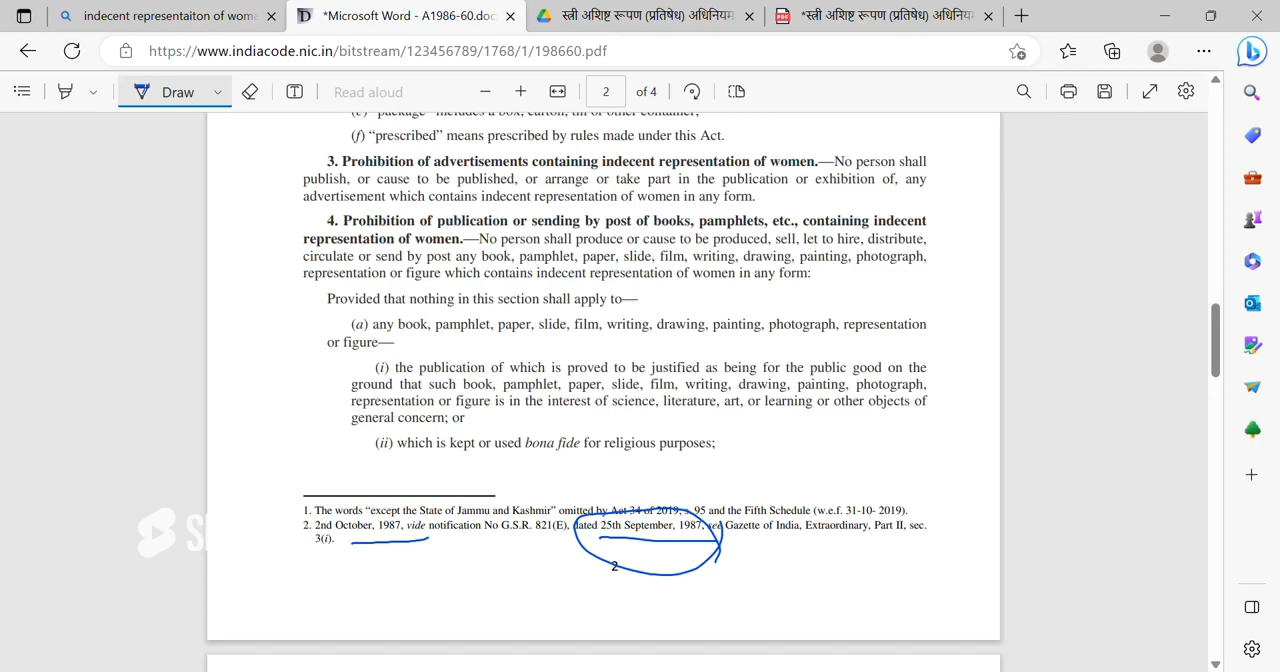 indecent representaiton of wome
*Microsoft Word - A1986-60.doc
स्त्री अशिष्ट रूपण (प्रतिषेध) अधिनियम
*स्त्री अशिष्ट रूपण (प्रतिषेध) अधिनियम
https://www.indiacode.nic.in/bitstream/123456789/1768/1/198660.pdf
Draw
Read aloud
2 of 4
(e) "package" includes a box, carton, tin or other container;
(f) “prescribed” means prescribed by rules made under this Act.
3. Prohibition of advertisements containing indecent representation of women.—No person shall
publish, or cause to be published, or arrange or take part in the publication or exhibition of, any
advertisement which contains indecent representation of women in any form.
4. Prohibition of publication or sending by post of books, pamphlets, etc., containing indecent
representation of women.—No person shall produce or cause to be produced, sell, let to hire, distribute,
circulate or send by post any book, pamphlet, paper, slide, film, writing, drawing, painting, photograph,
representation or figure which contains indecent representation of women in any form:
Provided that nothing in this section shall apply to—
(a) any book, pamphlet, paper, slide, film, writing, drawing, painting, photograph, representation
or figure—
(i) the publication of which is proved to be justified as being for the public good on the
ground that such book, pamphlet, paper, slide, film, writing, drawing, painting, photograph,
representation or figure is in the interest of science, literature, art, or learning or other objects of
general concern; or
(ii) which is kept or used bona fide for religious purposes;
1. The words “except the State of Jammu and Kashmir” omitted by Act 34 of 2019, s. 95 and the Fifth Schedule (w.e.f. 31-10- 2019).
2. 2nd October, 1987, vide notification No G.S.R. 821(E), dated 25th September, 1987, see Gazette of India, Extraordinary, Part II, sec.
3(i).
2